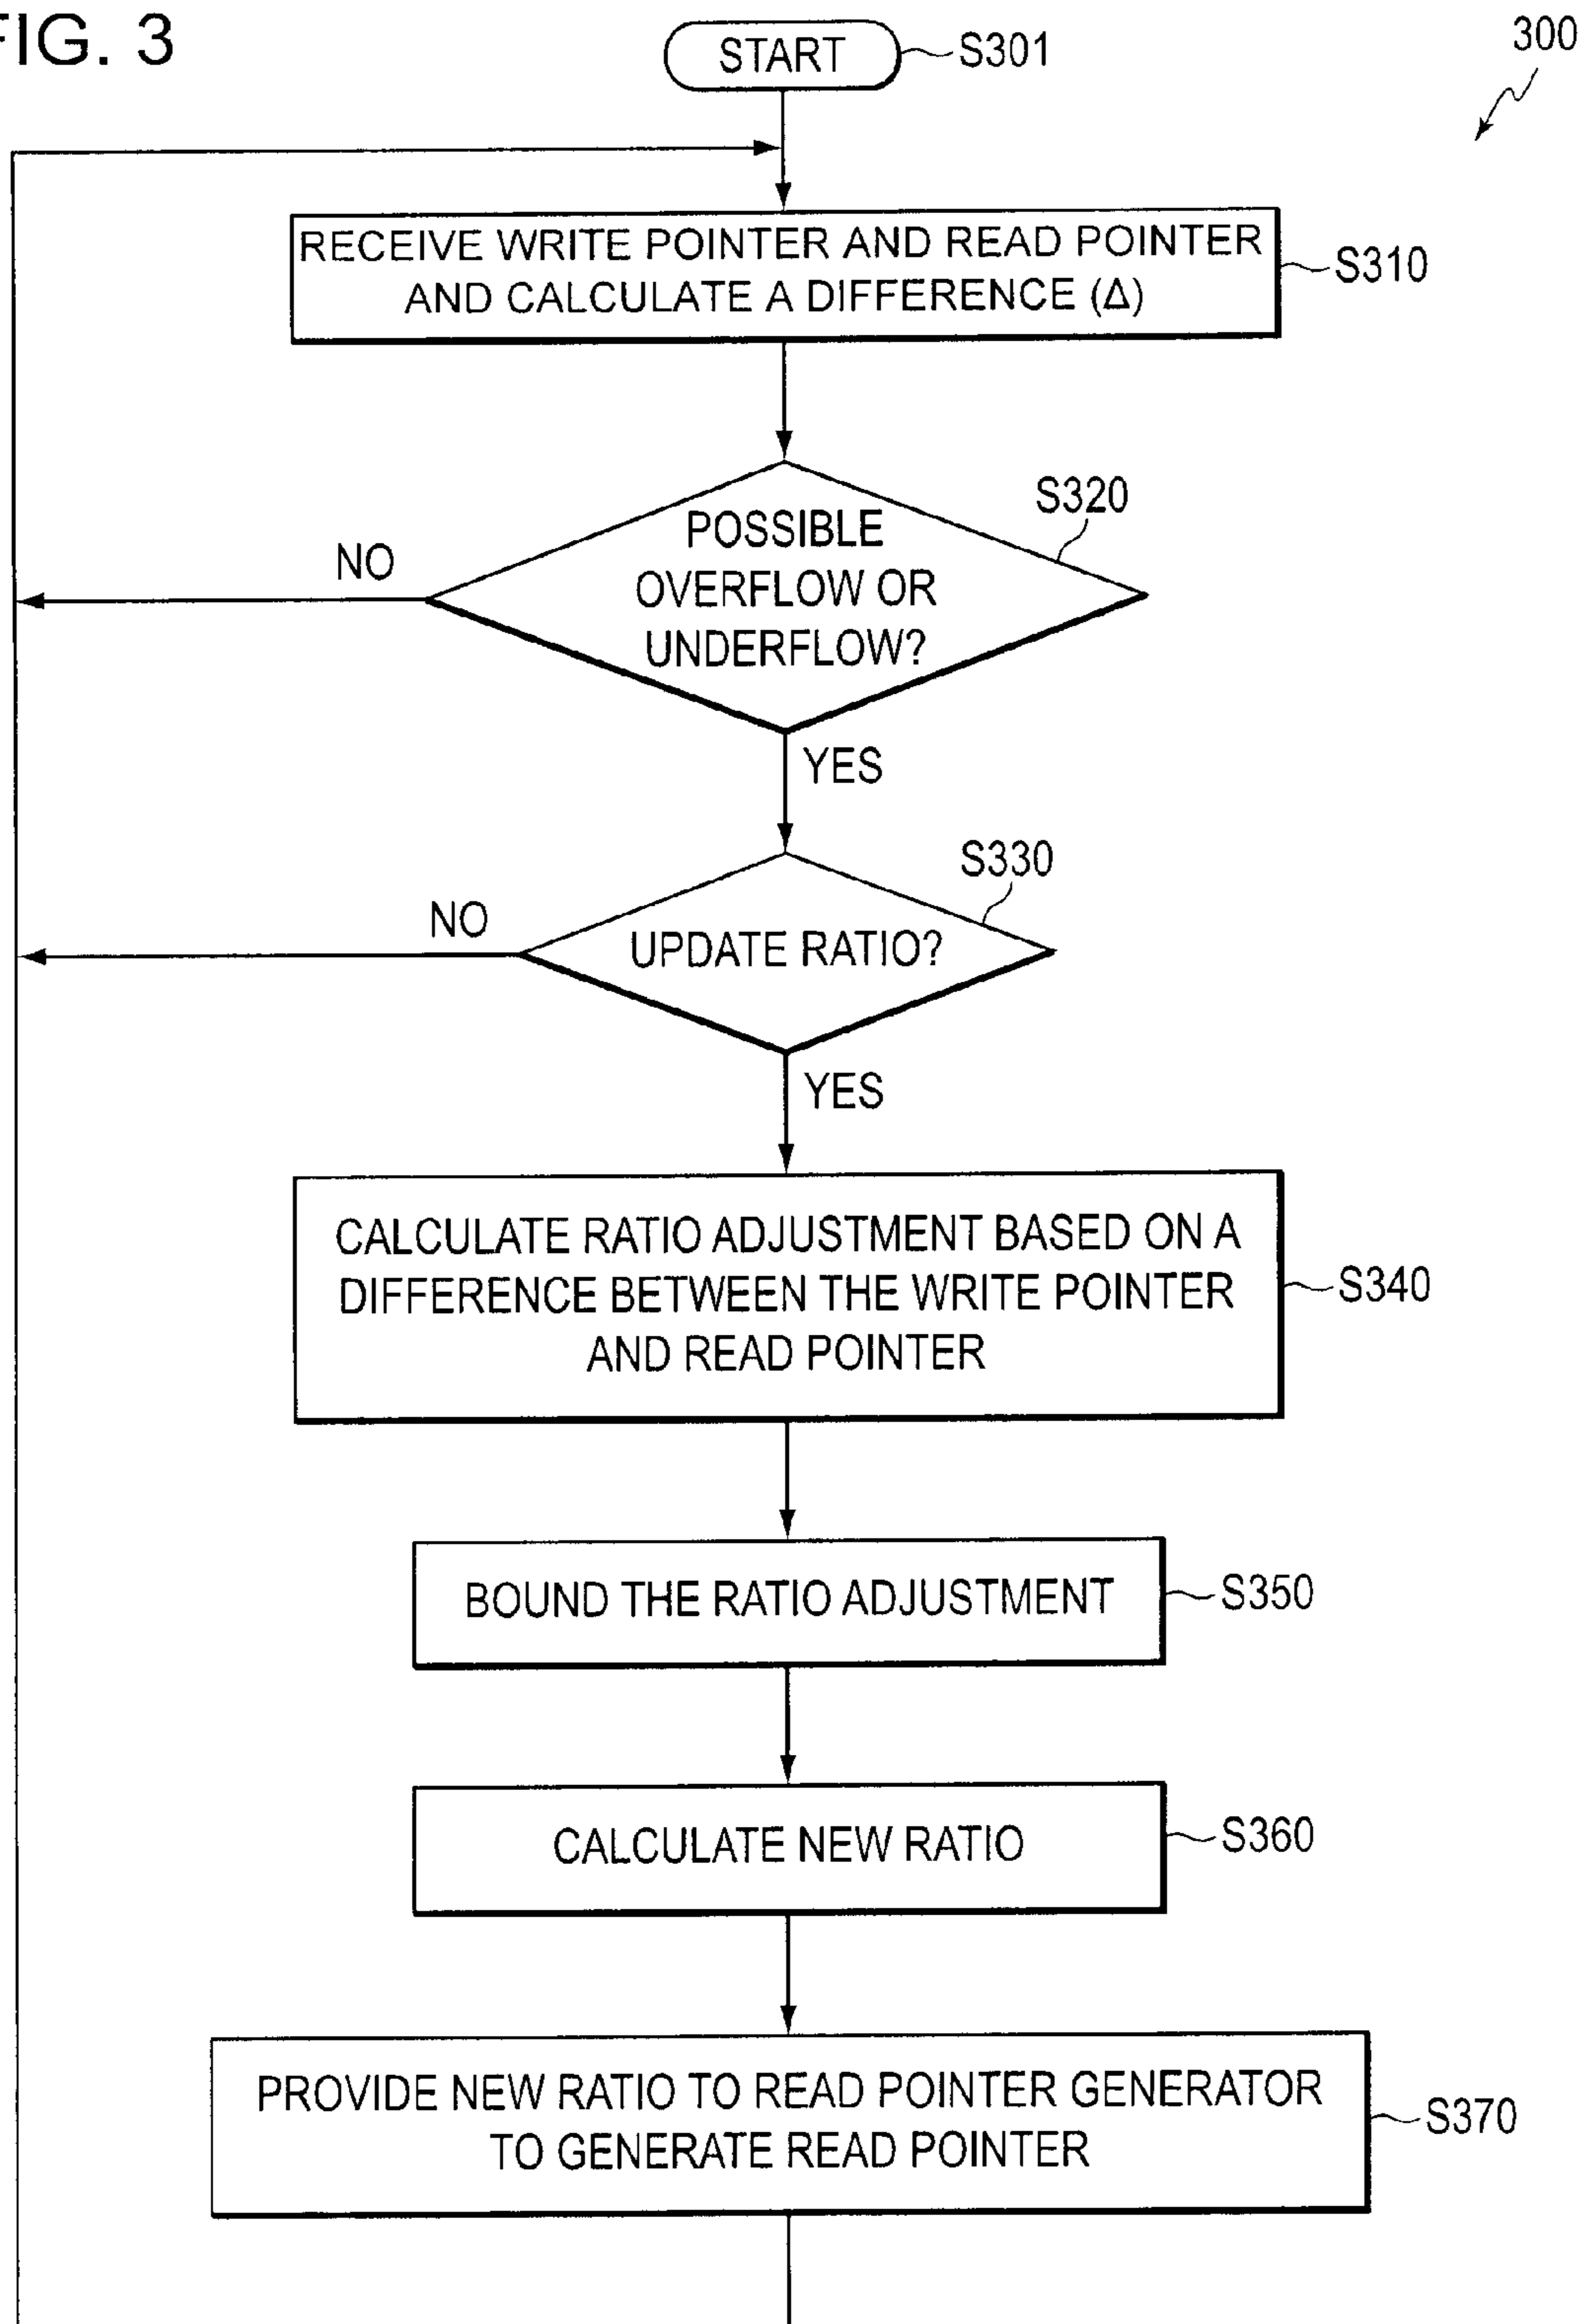 FIG. 3
300
START
S301
RECEIVE WRITE POINTER AND READ POINTER
AND CALCULATE A DIFFERENCE (Δ)
S310
S320
POSSIBLE
OVERFLOW OR
UNDERFLOW?
NO
YES
S330
UPDATE RATIO?
NO
YES
CALCULATE RATIO ADJUSTMENT BASED ON A
DIFFERENCE BETWEEN THE WRITE POINTER
AND READ POINTER
S340
BOUND THE RATIO ADJUSTMENT
S350
CALCULATE NEW RATIO
S360
PROVIDE NEW RATIO TO READ POINTER GENERATOR
TO GENERATE READ POINTER
S370